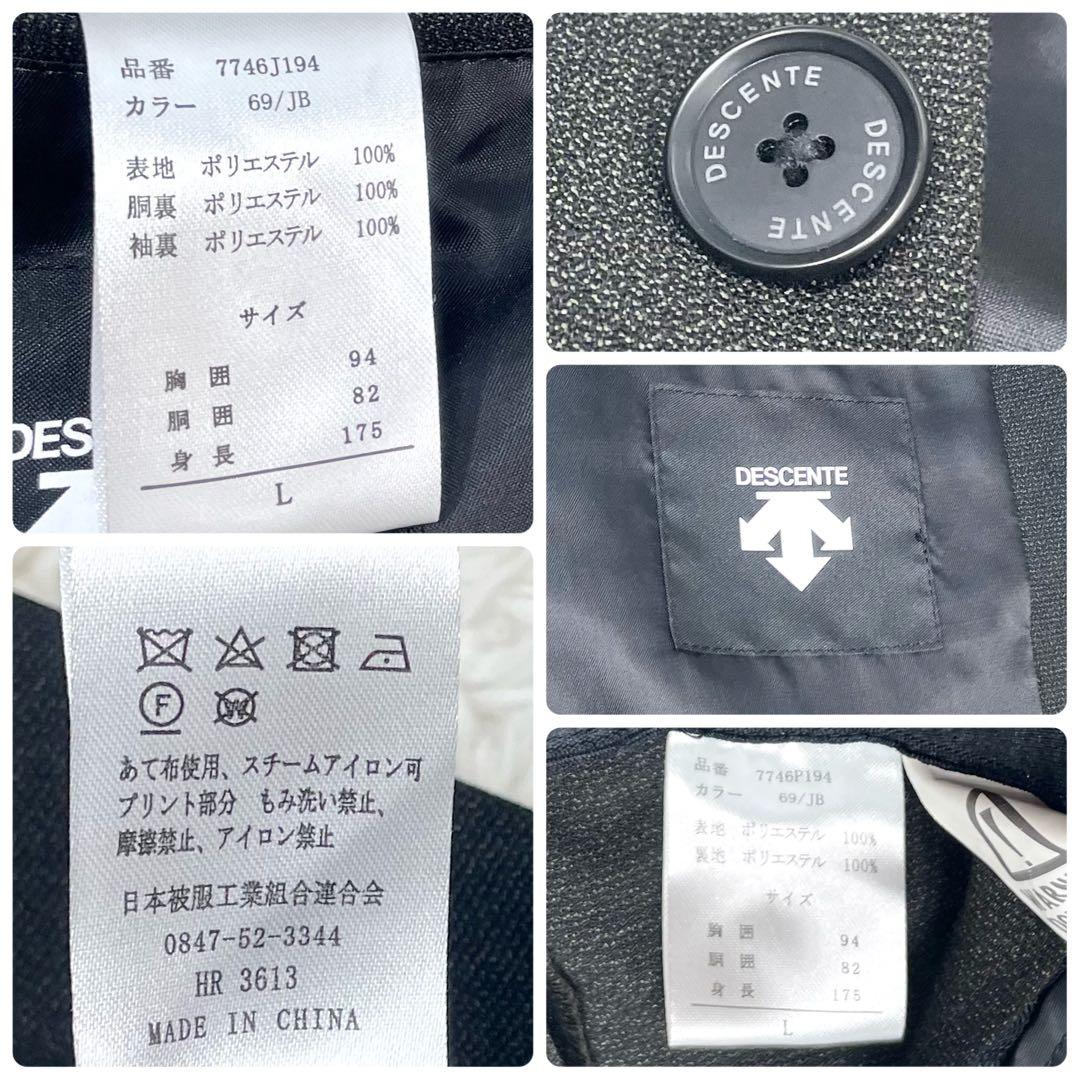 品番 7746J194
カラー 69/JB
表地 ポリエステル 100%
胴裏 ポリエステル 100%
袖裏 ポリエステル 100%
サイズ
胸囲 94
胴囲 82
身長 175
L
DES
DESCENTE DESCENTE DESCENTE
DESCENTE
F
W
あて布使用、スチームアイロン可
プリント部分 もみ洗い禁止、
摩擦禁止、アイロン禁止
日本被服工業組合連合会
0847-52-3344
HR 3613
MADE IN CHINA
品番 7746P194
カラー 69/JB
表地 ポリエステル 100%
裏地 ポリエステル 100%
サイズ
胸囲 94
胴囲 82
身長 175
L